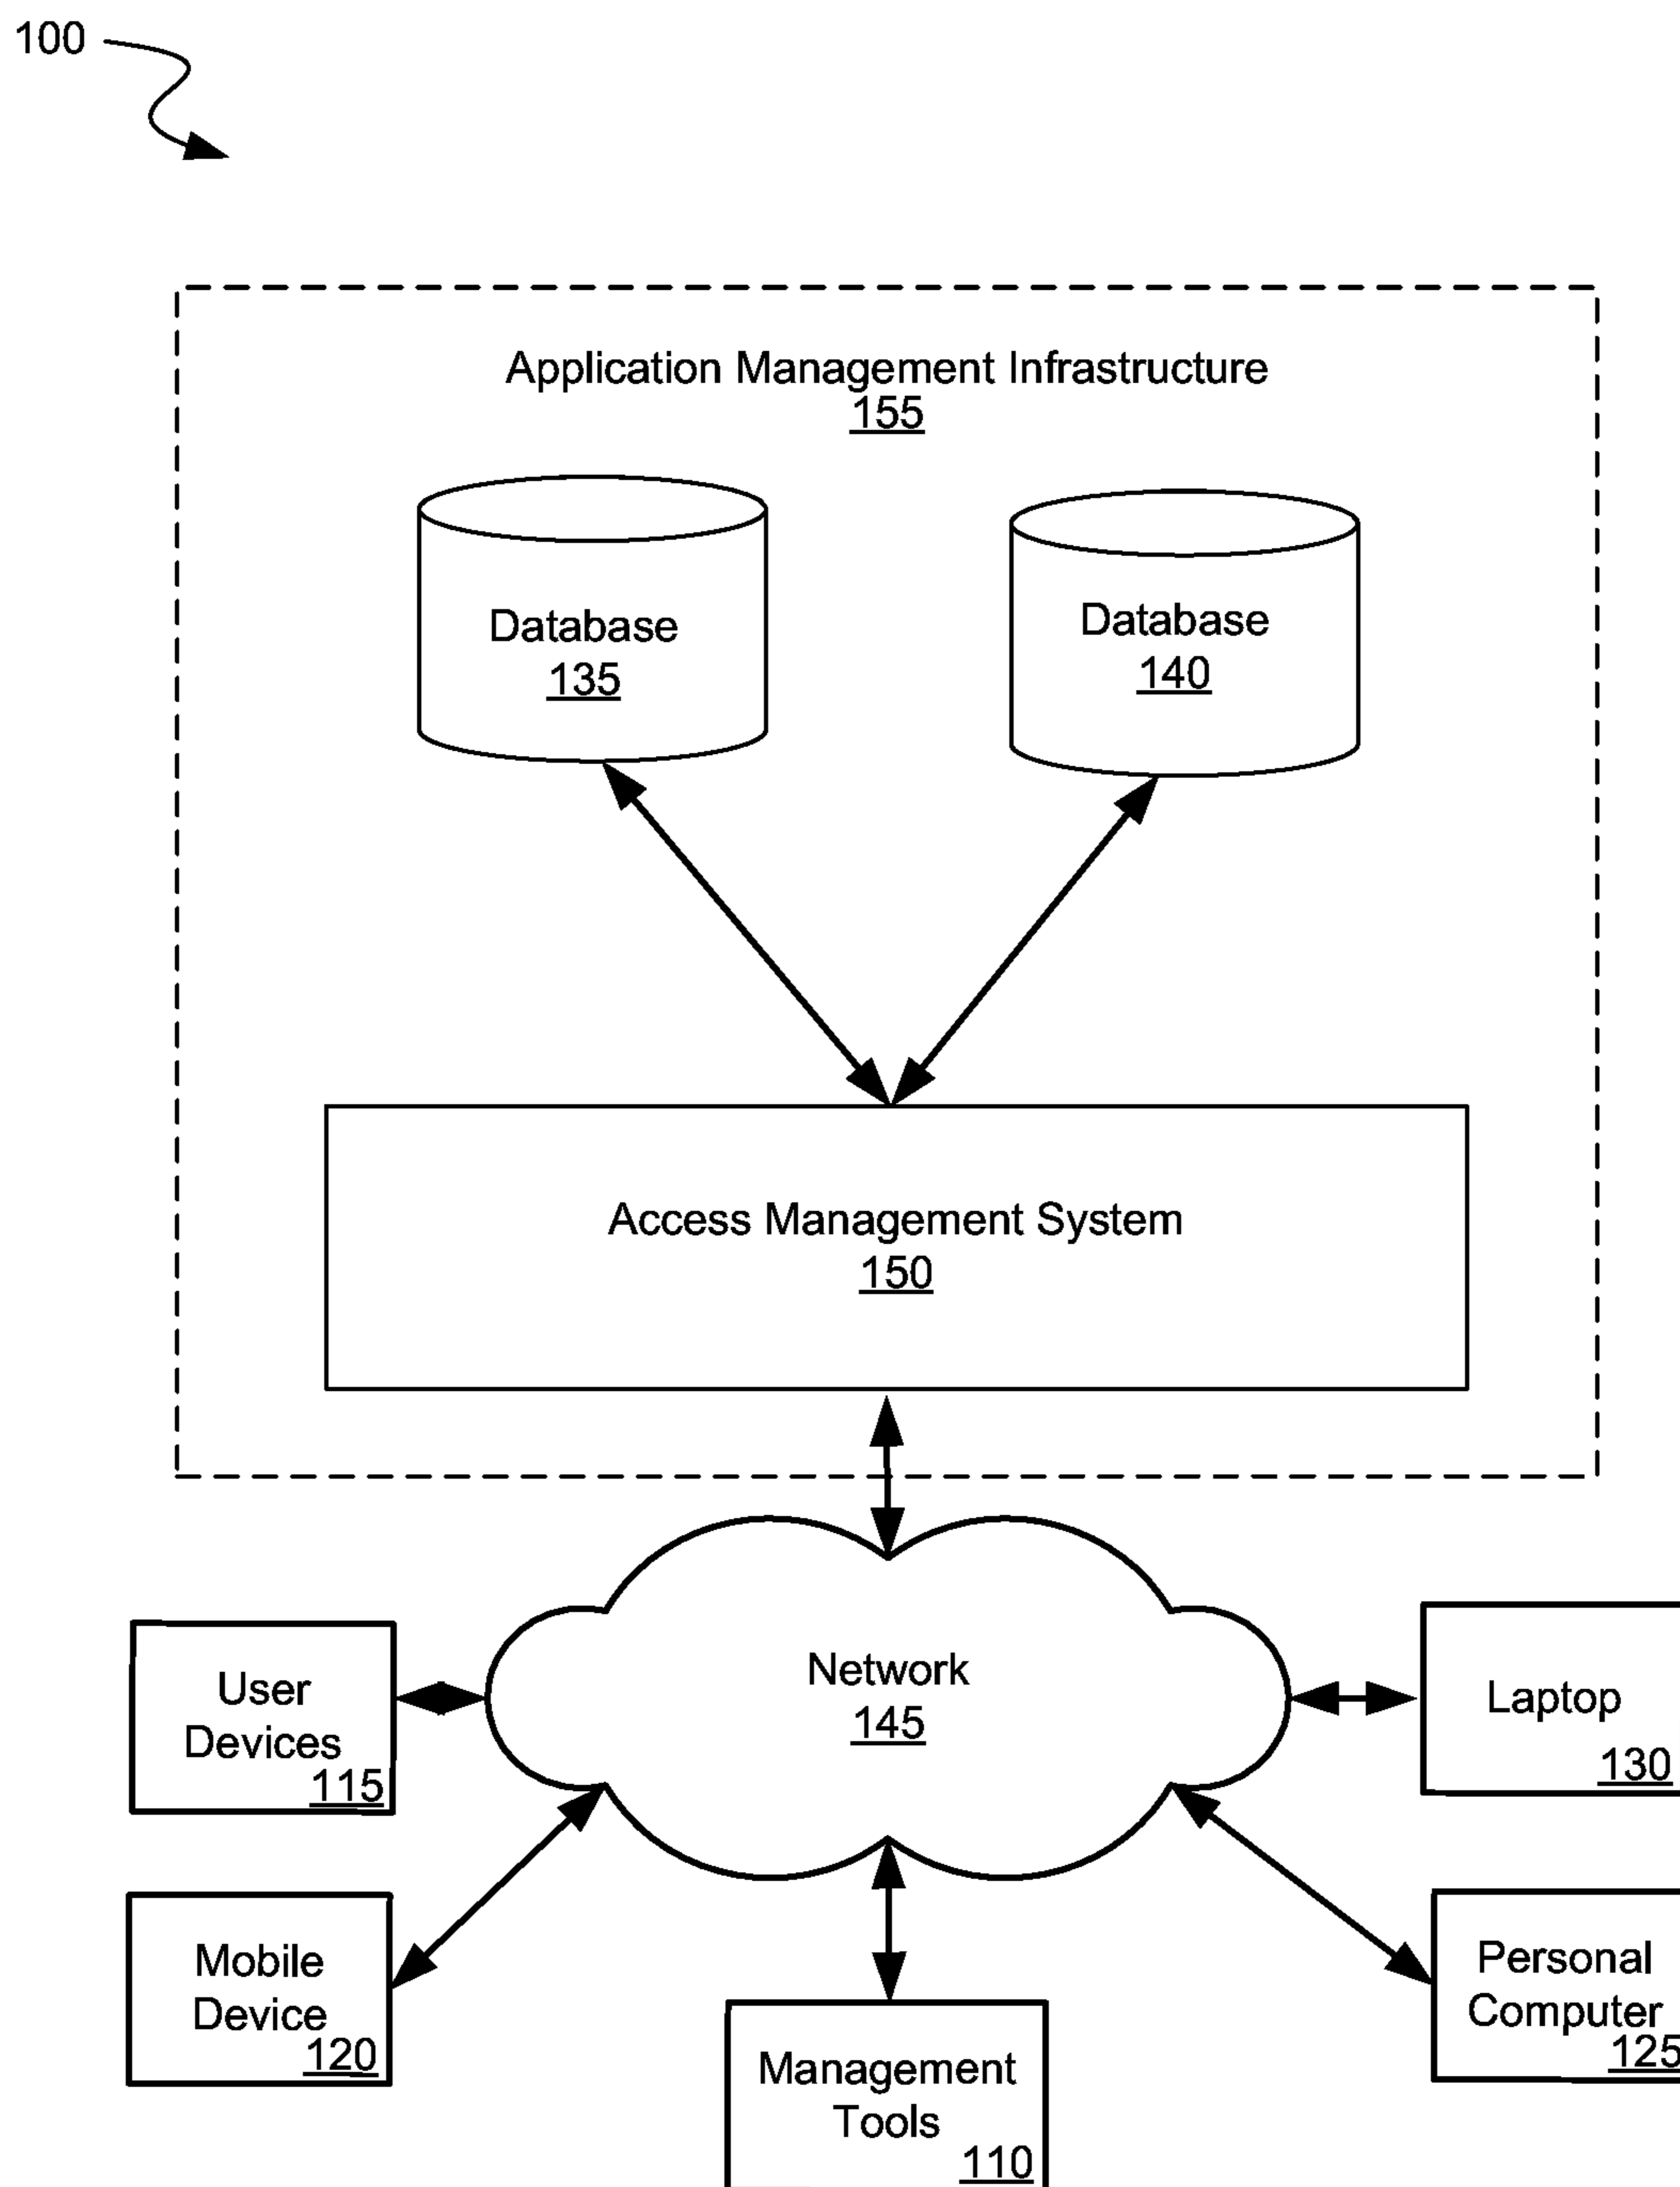 100
Application Management Infrastructure
155
Database
135
Database
140
Access Management System
150
Network
145
User
Devices
115
Laptop
130
Mobile
Device
120
Personal
Computer
125
Management
Tools
110